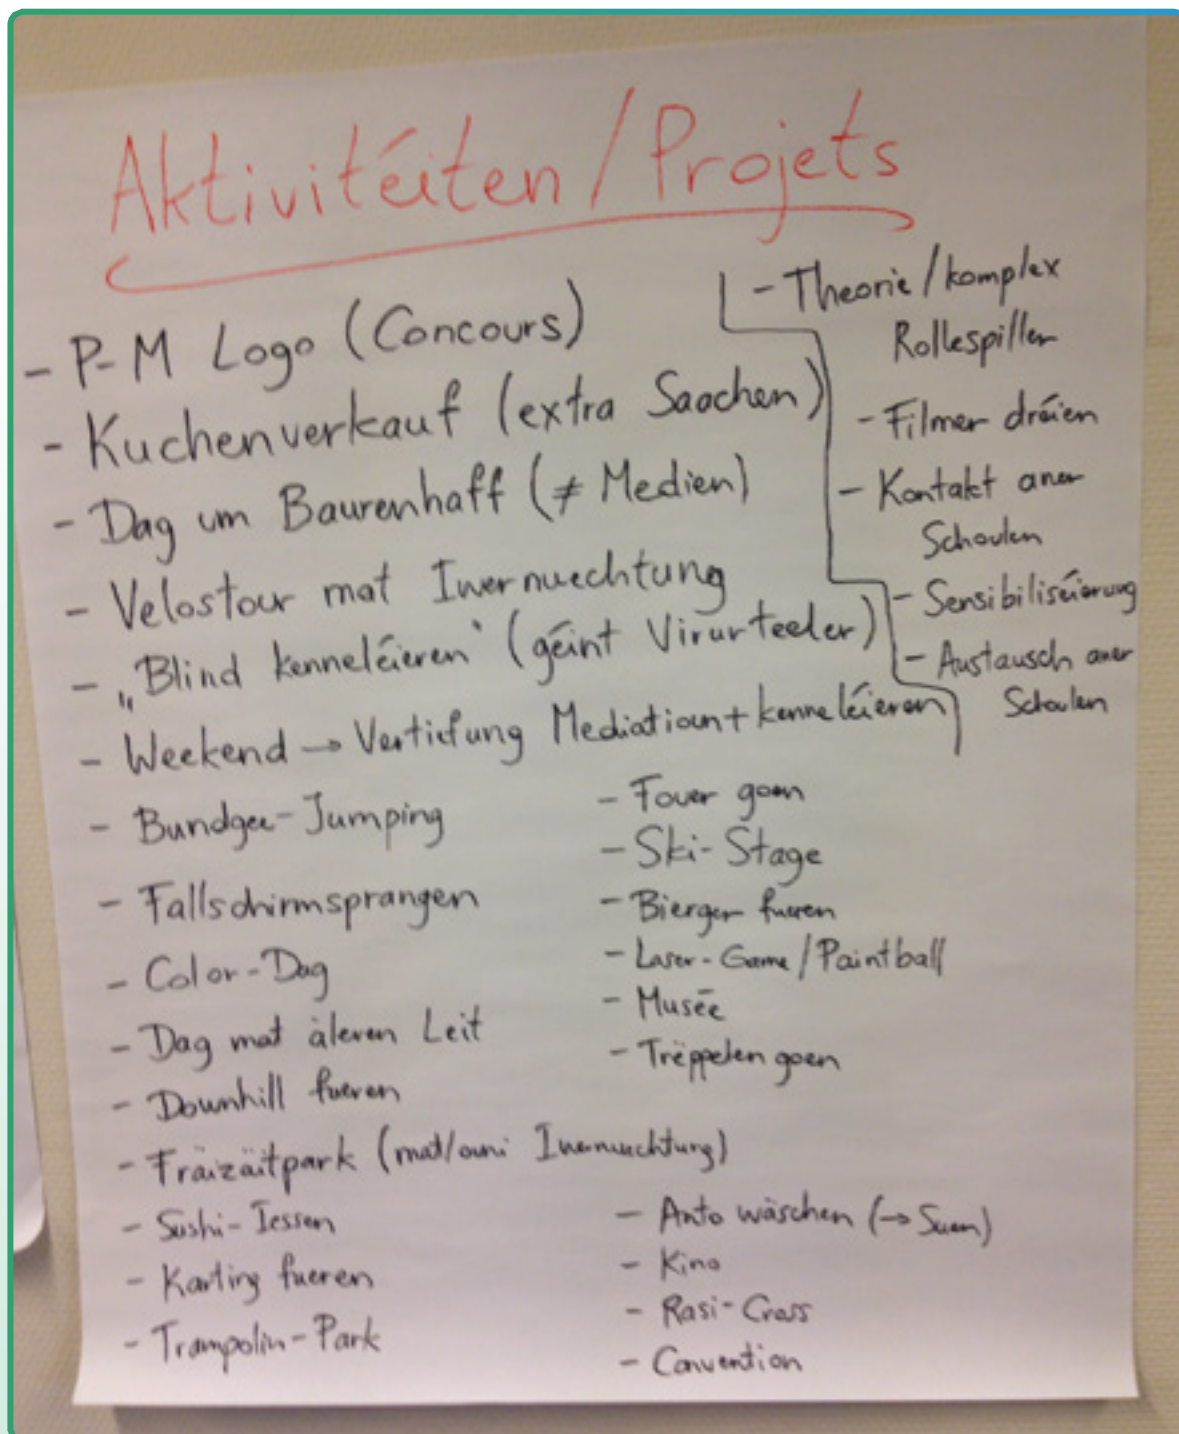 Aktivitéiten / Projets
- P-M Logo (Concours)
- Kuchenverkauf (extra Saachen)
- Dag um Baurenhaff (≠ Medien)
- Velostour mat Iwernuechtung
- „Blind kenneléieren“ (géint Virurteeler)
- Weekend → Vertiefung Mediatioun + kenneléieren
- Theorie / komplex
Rollespiller
- Filmer dréien
- Kontakt aner
Schoulen
- Sensibiliséierung
- Austausch aner
Schoulen
- Bundgee-Jumping
- Fallschirmsprangen
- Color-Dag
- Dag mat äleren Leit
- Downhill fueren
- Fräizäitpark (mat/ouni Iwernuechtung)
- Sushi-Iessen
- Karting fueren
- Trampolin-Park
- Fouer goen
- Ski-Stage
- Bierger fueren
- Laser-Game / Paintball
- Musée
- Trëppelen goen
- Auto wäschen (→ Suen)
- Kino
- Rasi-Cross
- Convention